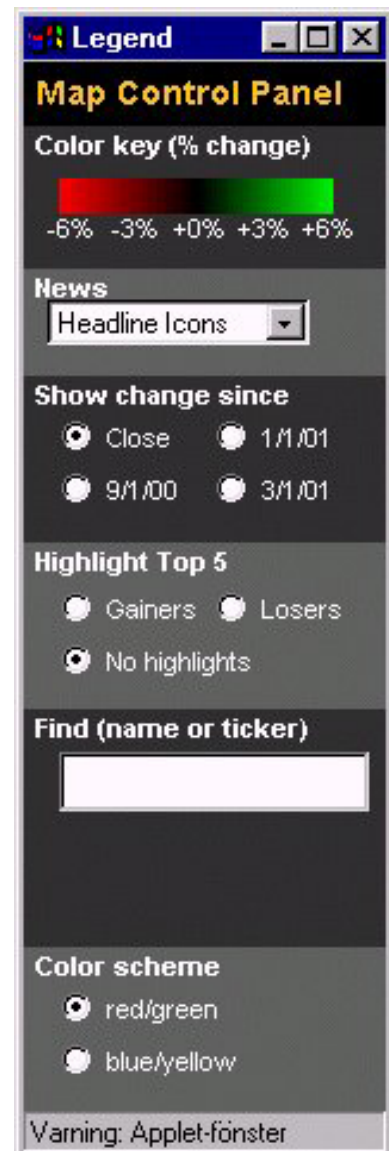 Legend
Map Control Panel
Color key (% change)
-6% -3% +0% +3% +6%
News
Headline Icons
Show change since
Close 1/1/01
9/1/00 3/1/01
Highlight Top 5
Gainers Losers
No highlights
Find (name or ticker)
Color scheme
red/green
blue/yellow
Varning: Applet-fönster